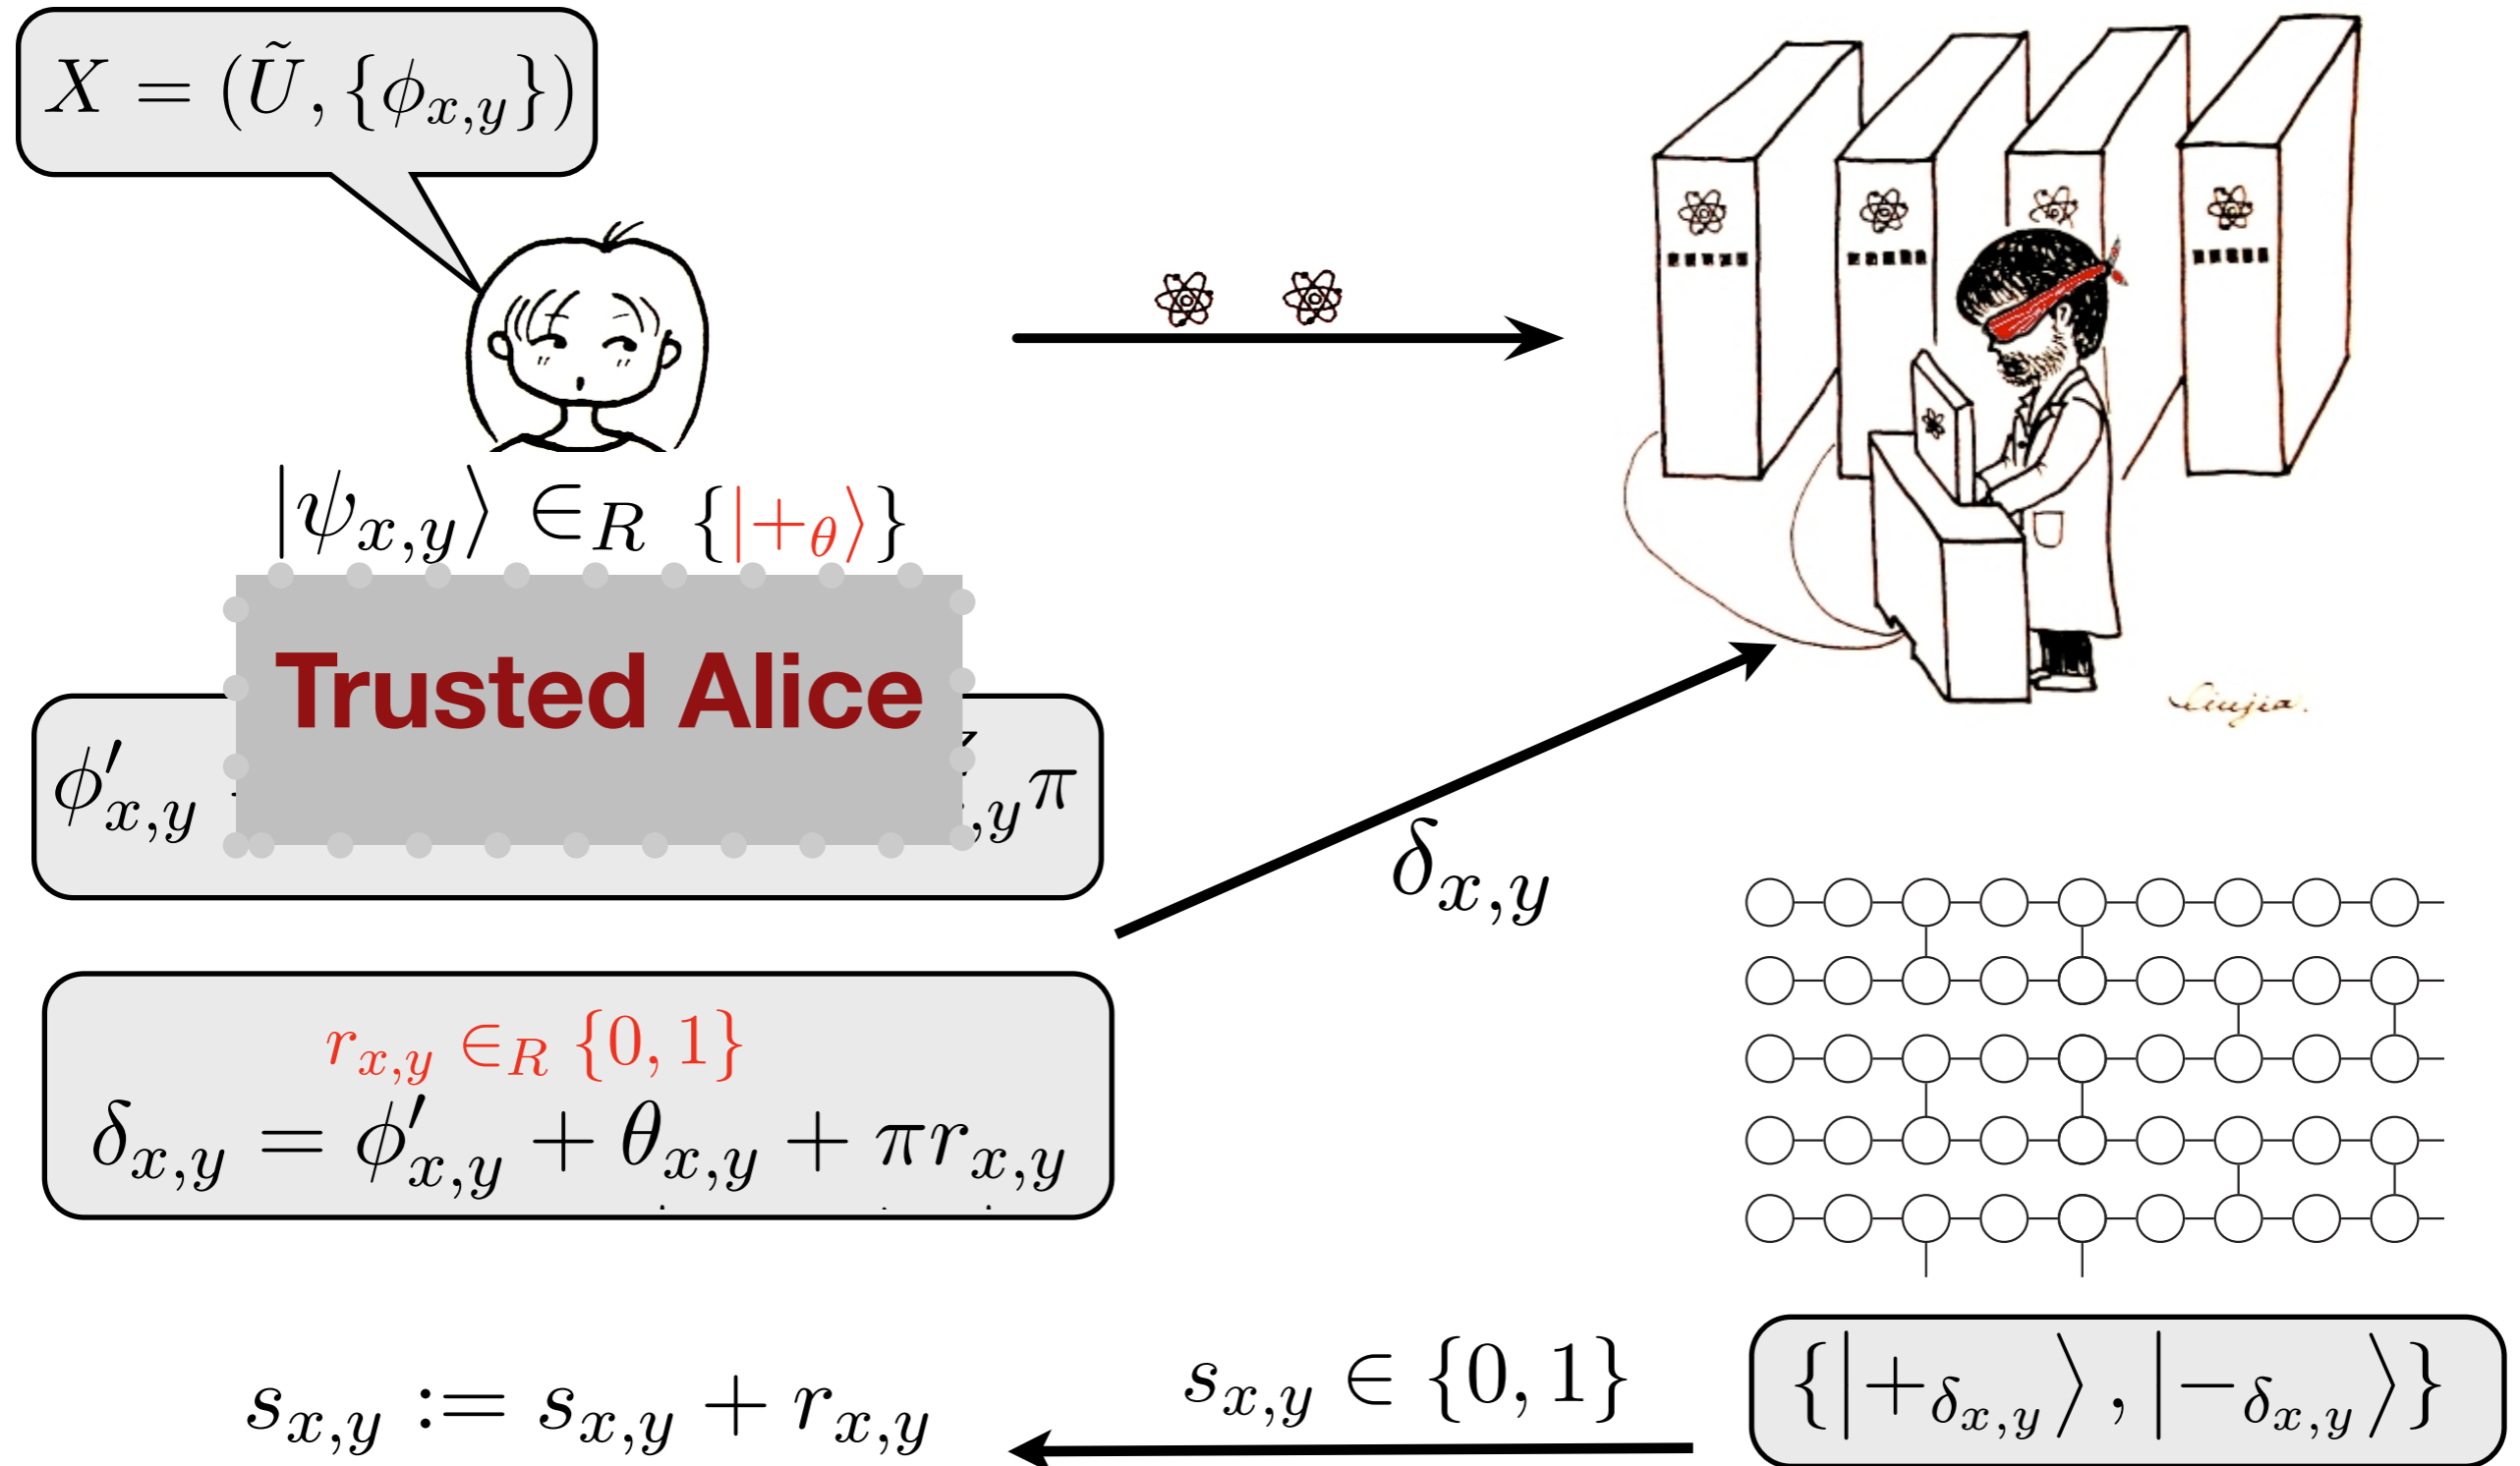 X = (Ũ, {ϕ_{x,y}})
|ψ_{x,y}⟩ ∈_R {|+_θ⟩}
Trusted Alice
ϕ′_{x,y} ,yπ
δ_{x,y}
r_{x,y} ∈_R {0, 1}
δ_{x,y} = ϕ′_{x,y} + θ_{x,y} + πr_{x,y}
s_{x,y} := s_{x,y} + r_{x,y}
s_{x,y} ∈ {0, 1}
{|+_{δ_{x,y}}⟩, |−_{δ_{x,y}}⟩}